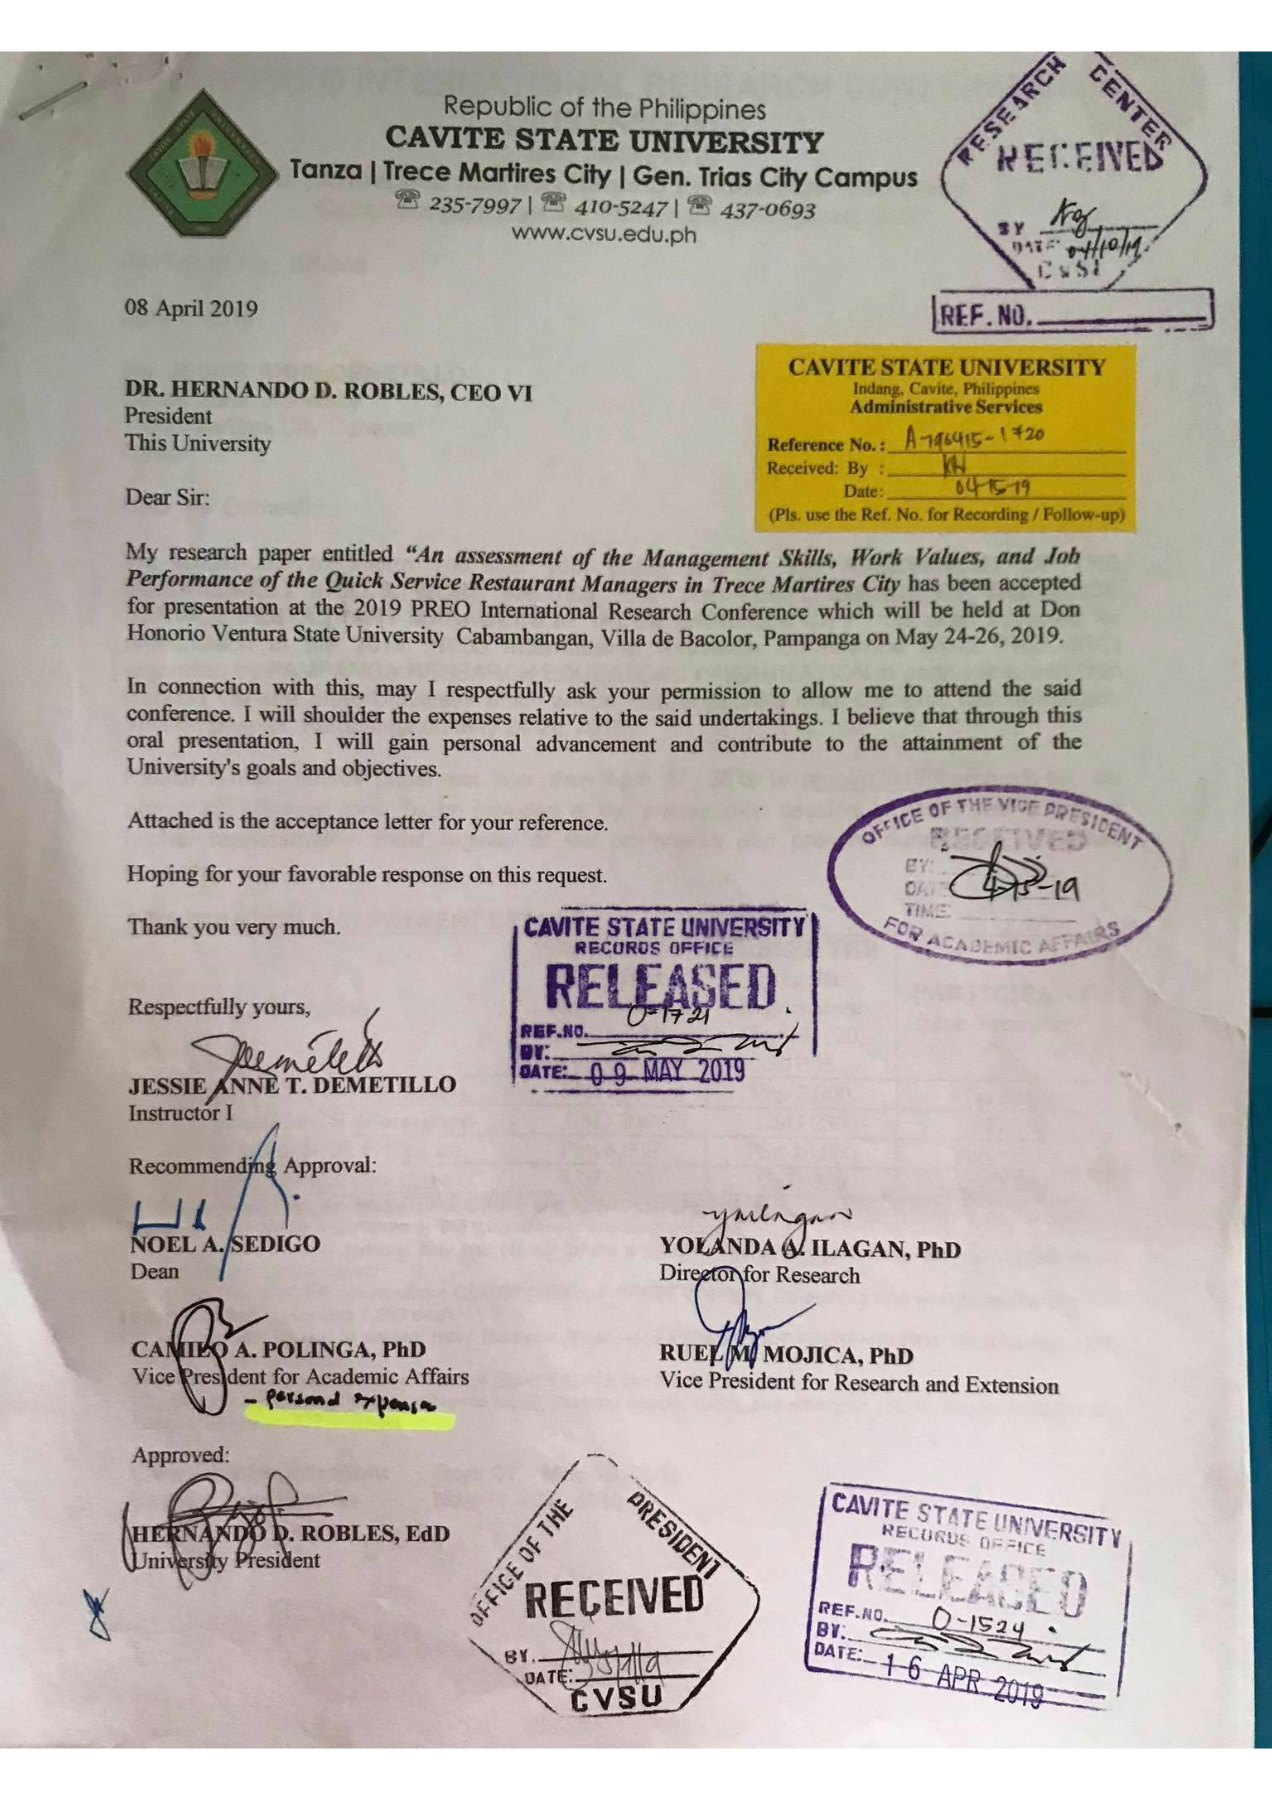 Republic of the Philippines
CAVITE STATE UNIVERSITY
Tanza | Trece Martires City | Gen. Trias City Campus
☏ 235-7997 | ☏ 410-5247 | ☏ 437-0693
www.cvsu.edu.ph
RESEARCH CENTER
RECEIVED
BY
DATE: 04/10/19
CvSU
REF. NO.
08 April 2019
CAVITE STATE UNIVERSITY
Indang, Cavite, Philippines
Administrative Services
Reference No. :
Received: By :
Date: 04-15-19
(Pls. use the Ref. No. for Recording / Follow-up)
DR. HERNANDO D. ROBLES, CEO VI
President
This University
Dear Sir:
My research paper entitled “An assessment of the Management Skills, Work Values, and Job
Performance of the Quick Service Restaurant Managers in Trece Martires City has been accepted
for presentation at the 2019 PREO International Research Conference which will be held at Don
Honorio Ventura State University Cabambangan, Villa de Bacolor, Pampanga on May 24-26, 2019.
In connection with this, may I respectfully ask your permission to allow me to attend the said
conference. I will shoulder the expenses relative to the said undertakings. I believe that through this
oral presentation, I will gain personal advancement and contribute to the attainment of the
University's goals and objectives.
Attached is the acceptance letter for your reference.
Hoping for your favorable response on this request.
Thank you very much.
OFFICE OF THE VICE PRESIDENT
RECEIVED
BY:
DATE 4-15-19
TIME
FOR ACADEMIC AFFAIRS
CAVITE STATE UNIVERSITY
RECORDS OFFICE
RELEASED
REF.NO. 0-1721
BY:
DATE: 09 MAY 2019
Respectfully yours,
JESSIE ANNE T. DEMETILLO
Instructor I
Recommending Approval:
NOEL A. SEDIGO
Dean
YOLANDA A. ILAGAN, PhD
Director for Research
CAMILO A. POLINGA, PhD
Vice President for Academic Affairs
- personal expense
RUEL M. MOJICA, PhD
Vice President for Research and Extension
Approved:
HERNANDO D. ROBLES, EdD
University President
OFFICE OF THE PRESIDENT
RECEIVED
BY.
DATE:
CVSU
CAVITE STATE UNIVERSITY
RECORDS OFFICE
RELEASED
REF.NO. 0-1524
BY:
DATE: 16 APR 2019